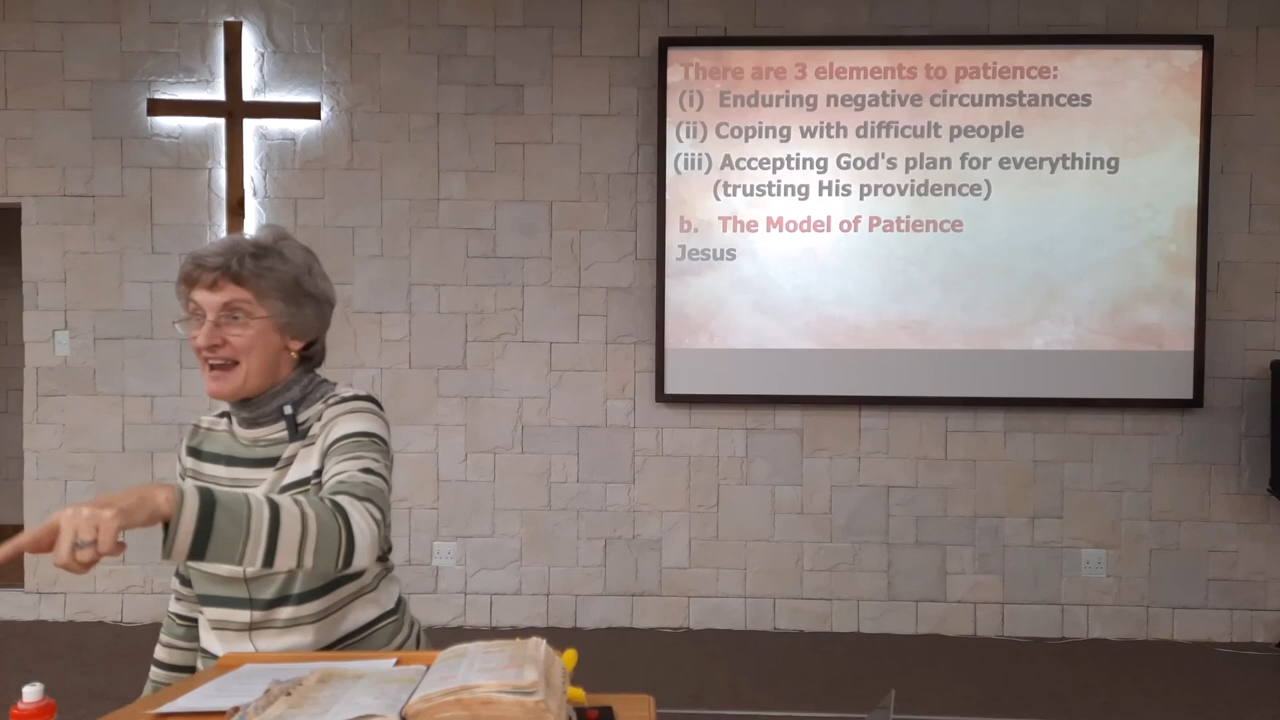 There are 3 elements to patience:
(i) Enduring negative circumstances
(ii) Coping with difficult people
(iii) Accepting God's plan for everything
(trusting His providence)
b. The Model of Patience
Jesus